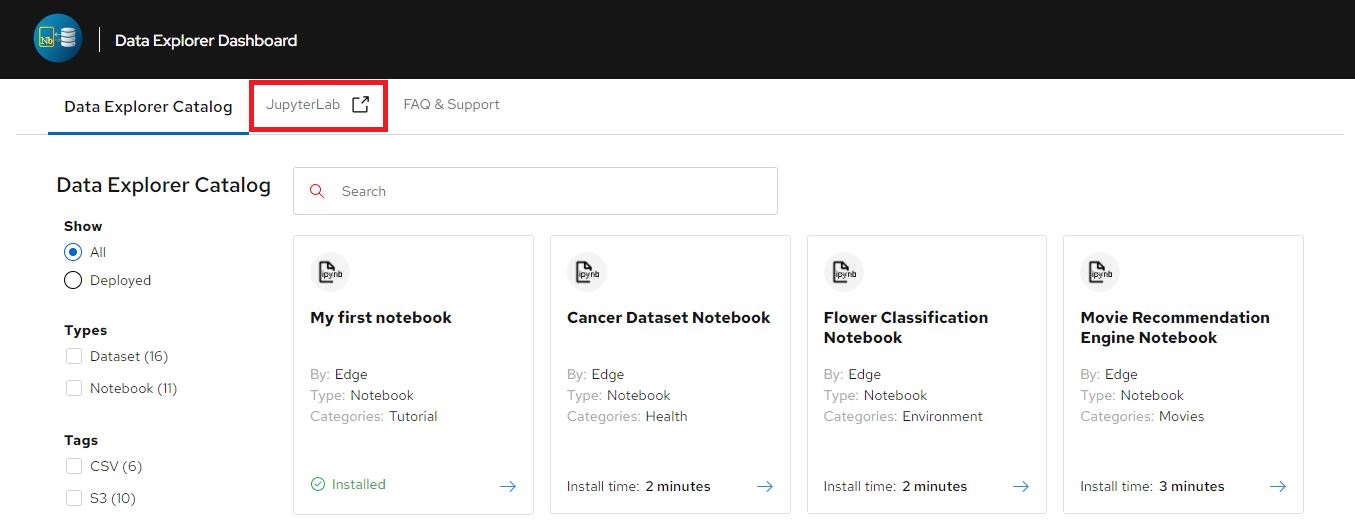 Nb
Data Explorer Dashboard
Data Explorer Catalog
JupyterLab
FAQ & Support
Data Explorer Catalog
Search
Show
All
Deployed
Types
Dataset (16)
Notebook (11)
Tags
CSV (6)
S3 (10)
ipynb
My first notebook
By: Edge
Type: Notebook
Categories: Tutorial
Installed
ipynb
Cancer Dataset Notebook
By: Edge
Type: Notebook
Categories: Health
Install time: 2 minutes
ipynb
Flower Classification
Notebook
By: Edge
Type: Notebook
Categories: Environment
Install time: 2 minutes
ipynb
Movie Recommendation
Engine Notebook
By: Edge
Type: Notebook
Categories: Movies
Install time: 3 minutes